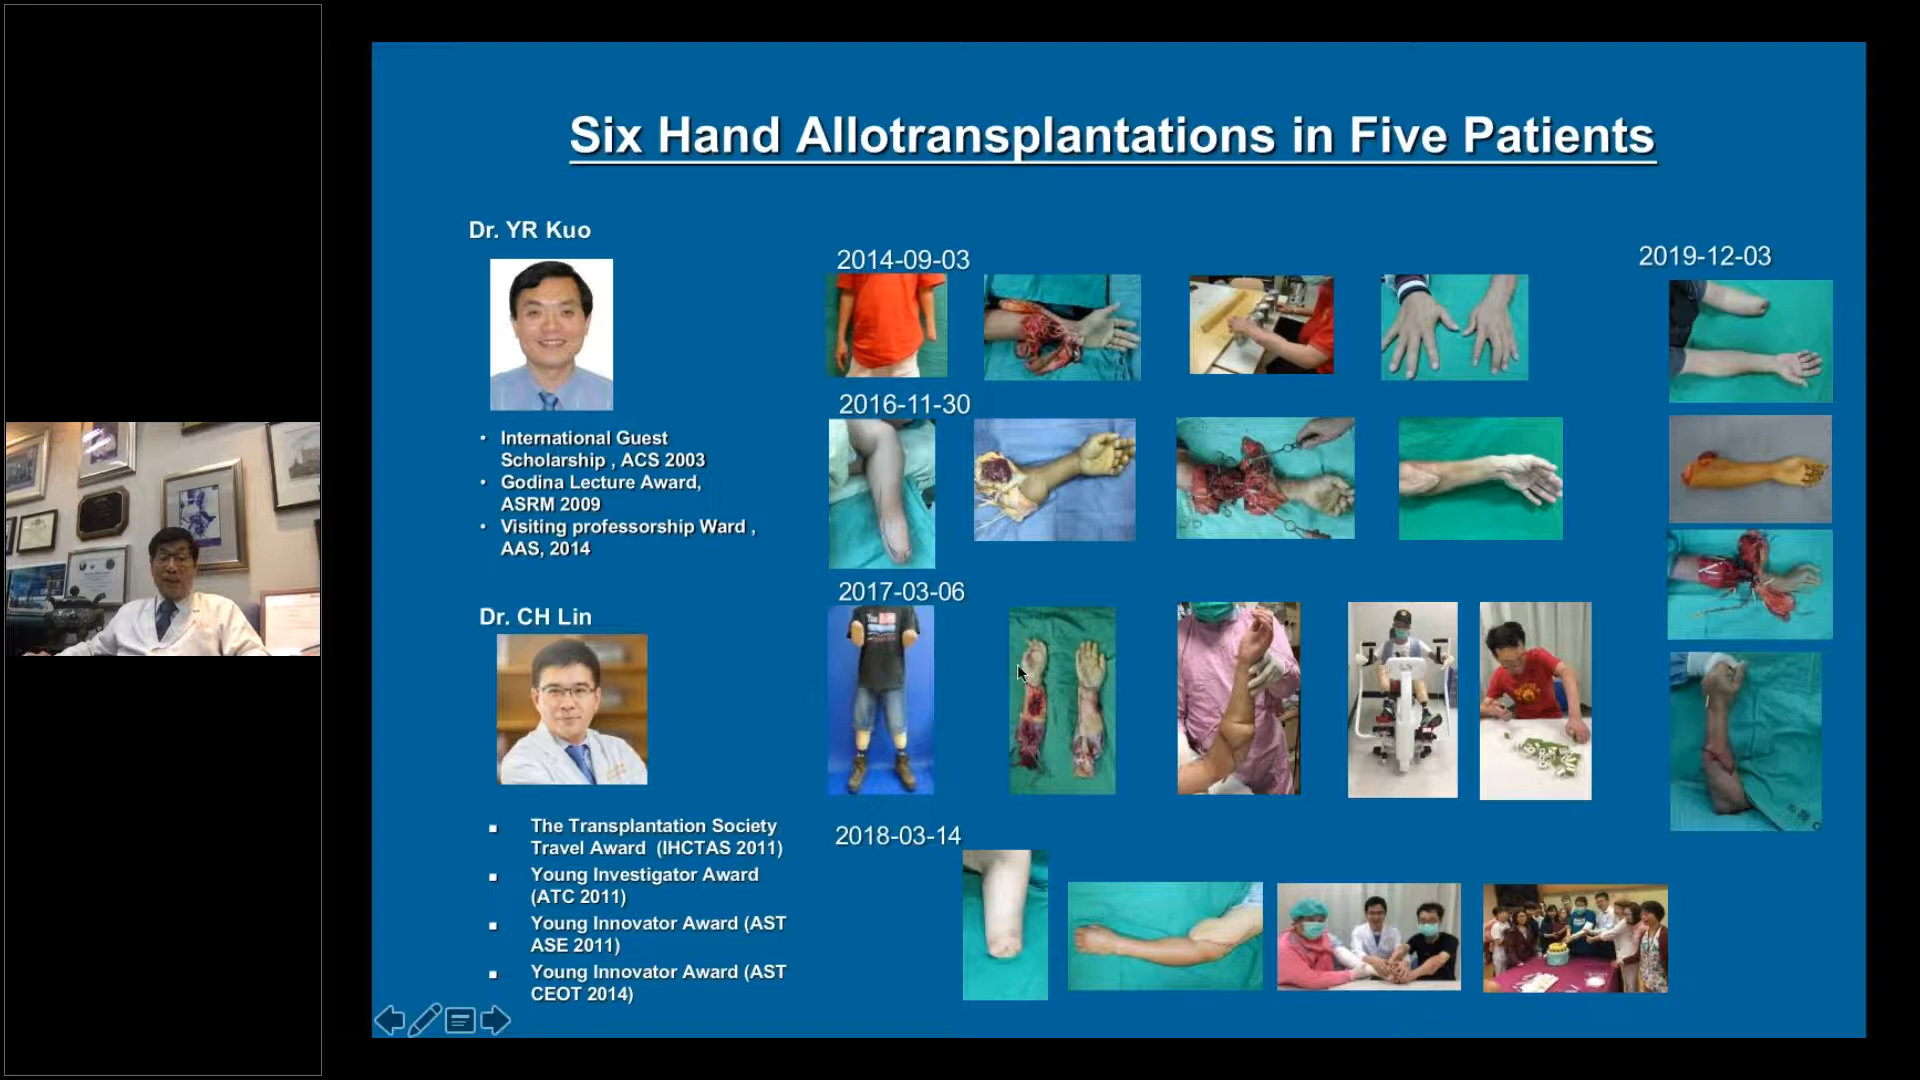 Six Hand Allotransplantations in Five Patients
Dr. YR Kuo
• International Guest
Scholarship , ACS 2003
• Godina Lecture Award,
ASRM 2009
• Visiting professorship Ward ,
AAS, 2014
Dr. CH Lin
▪ The Transplantation Society
Travel Award (IHCTAS 2011)
▪ Young Investigator Award
(ATC 2011)
▪ Young Innovator Award (AST
ASE 2011)
▪ Young Innovator Award (AST
CEOT 2014)
2014-09-03
2016-11-30
2017-03-06
2018-03-14
2019-12-03